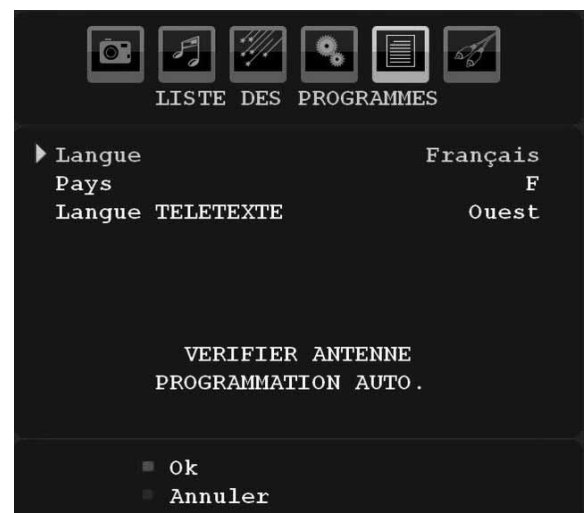 LISTE DES PROGRAMMES
Langue Français
Pays F
Langue TELETEXTE Ouest
VERIFIER ANTENNE
PROGRAMMATION AUTO.
Ok
Annuler